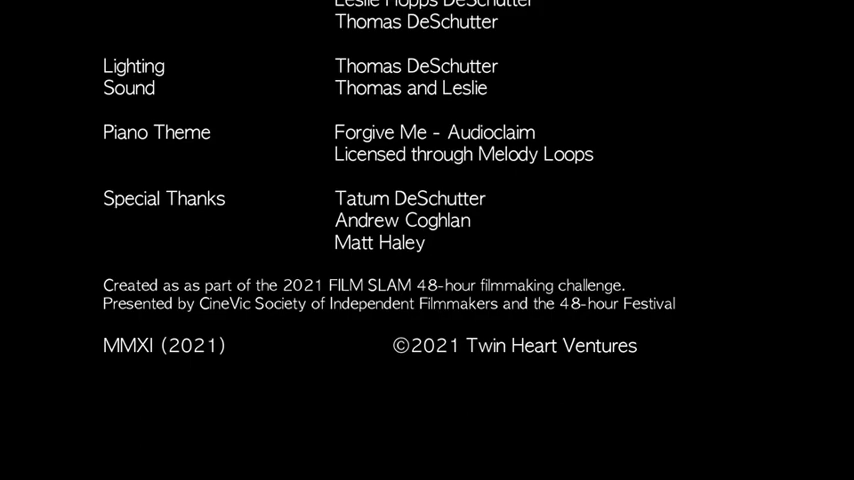 Leslie Hopps DeSchutter
Thomas DeSchutter
Lighting Thomas DeSchutter
Sound Thomas and Leslie
Piano Theme Forgive Me - Audioclaim
Licensed through Melody Loops
Special Thanks Tatum DeSchutter
Andrew Coghlan
Matt Haley
Created as as part of the 2021 FILM SLAM 48-hour filmmaking challenge.
Presented by CineVic Society of Independent Filmmakers and the 48-hour Festival
MMXI (2021) ©2021 Twin Heart Ventures